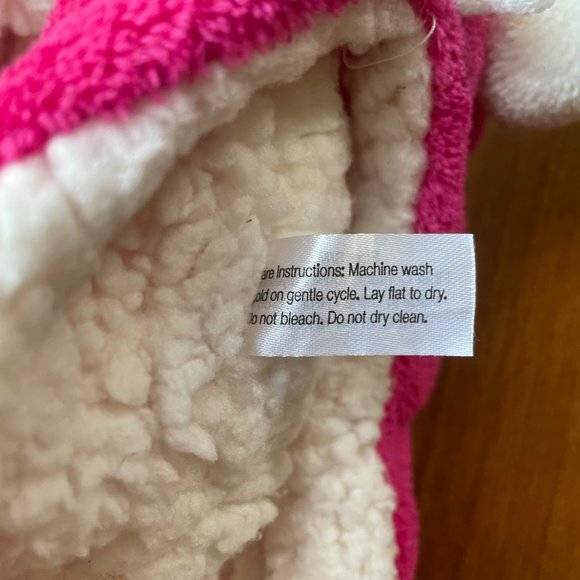 are Instructions: Machine wash
old on gentle cycle. Lay flat to dry.
o not bleach. Do not dry clean.